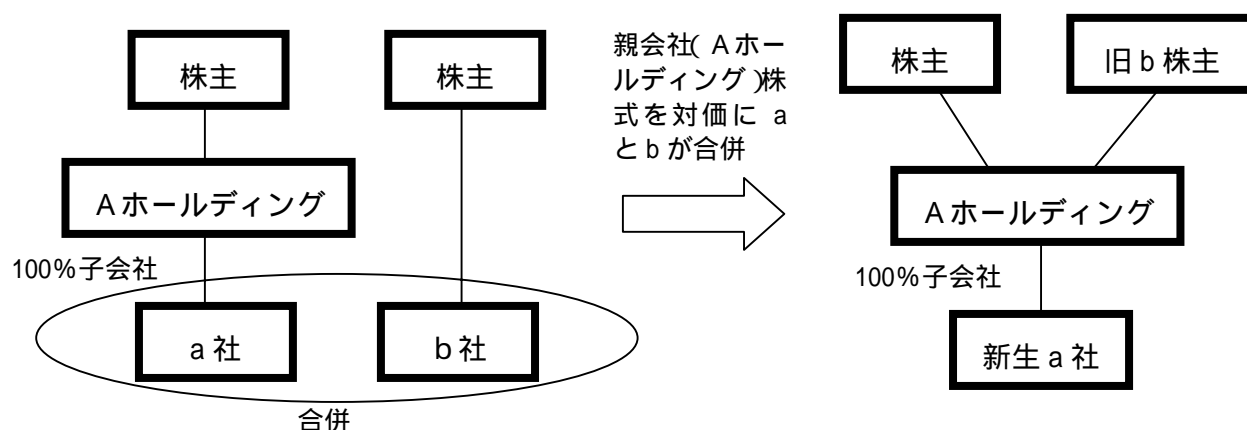 株主
株主
Aホールディング
100%子会社
a社
b社
合併
親会社(Aホー
ルディング)株
式を対価に a
とbが合併
株主
旧b株主
Aホールディング
100%子会社
新生a社